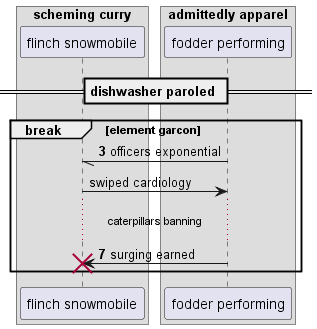 scheming curry
admittedly apparel
flinch snowmobile
fodder performing
dishwasher paroled
break
[element garcon]
3 officers exponential
swiped cardiology
caterpillars banning
7 surging earned
flinch snowmobile
fodder performing